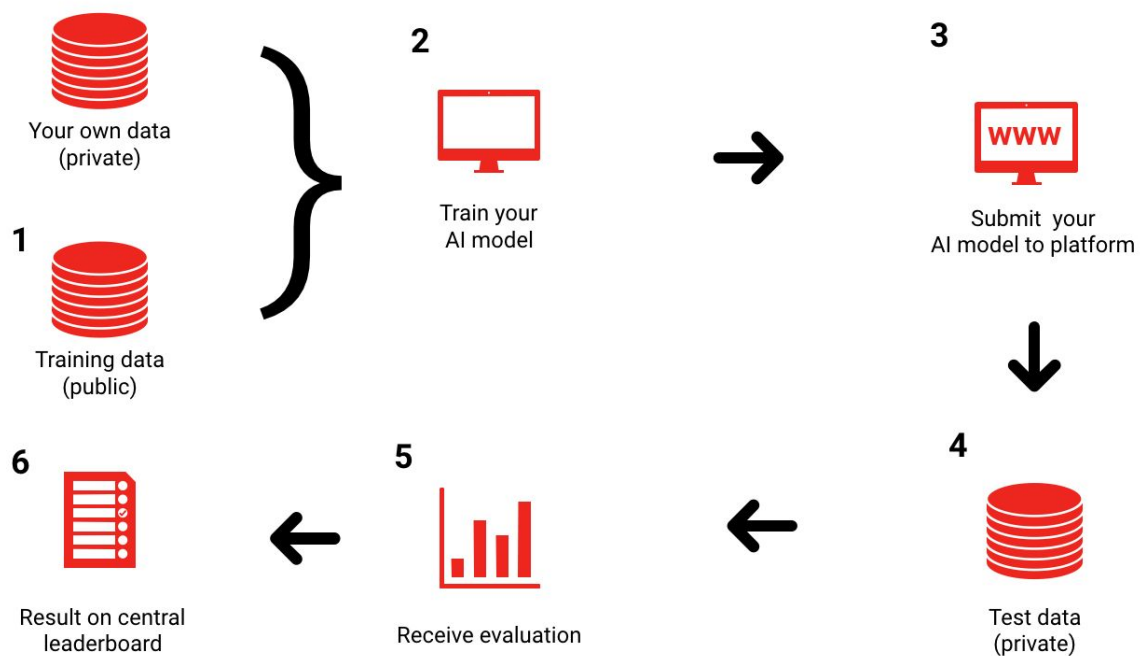 Your own data
(private)
1
Training data
(public)
2
Train your
AI model
3
www
Submit your
AI model to platform
4
Test data
(private)
5
Receive evaluation
6
Result on central
leaderboard